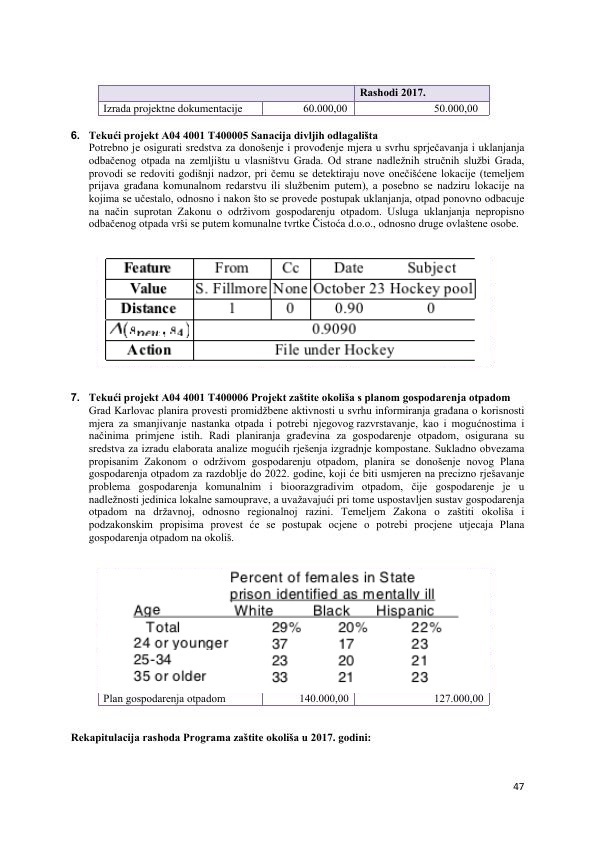 Rashodi 2017.
Izrada projektne dokumentacije 60.000,00 50.000,00
6. Tekući projekt A04 4001 T400005 Sanacija divljih odlagališta
Potrebno je osigurati sredstva za donošenje i provođenje mjera u svrhu sprječavanja i uklanjanja
odbačenog otpada na zemljištu u vlasništvu Grada. Od strane nadležnih stručnih službi Grada,
provodi se redoviti godišnji nadzor, pri čemu se detektiraju nove onečišćene lokacije (temeljem
prijava građana komunalnom redarstvu ili službenim putem), a posebno se nadziru lokacije na
kojima se učestalo, odnosno i nakon što se provede postupak uklanjanja, otpad ponovno odbacuje
na način suprotan Zakonu o održivom gospodarenju otpadom. Usluga uklanjanja nepropisno
odbačenog otpada vrši se putem komunalne tvrtke Čistoća d.o.o., odnosno druge ovlaštene osobe.
Feature From Cc Date Subject
Value S. Fillmore None October 23 Hockey pool
Distance 1 0 0.90 0
0.9090
Action File under Hockey
7. Tekući projekt A04 4001 T400006 Projekt zaštite okoliša s planom gospodarenja otpadom
Grad Karlovac planira provesti promidžbene aktivnosti u svrhu informiranja građana o korisnosti
mjera za smanjivanje nastanka otpada i potrebi njegovog razvrstavanje, kao i mogućnostima i
načinima primjene istih. Radi planiranja građevina za gospodarenje otpadom, osigurana su
sredstva za izradu elaborata analize mogućih rješenja izgradnje kompostane. Sukladno obvezama
propisanim Zakonom o održivom gospodarenju otpadom, planira se donošenje novog Plana
gospodarenja otpadom za razdoblje do 2022. godine, koji će biti usmjeren na precizno rješavanje
problema gospodarenja komunalnim i bioorazgradivim otpadom, čije gospodarenje je u
nadležnosti jedinica lokalne samouprave, a uvažavajući pri tome uspostavljen sustav gospodarenja
otpadom na državnoj, odnosno regionalnoj razini. Temeljem Zakona o zaštiti okoliša i
podzakonskim propisima provest će se postupak ocjene o potrebi procjene utjecaja Plana
gospodarenja otpadom na okoliš.
Percent of females in State
prison identified as mentally ill
Age White Black Hispanic
Total 29% 20% 22%
24 or younger 37 17 23
25-34 23 20 21
35 or older 33 21 23
Plan gospodarenja otpadom 140.000,00 127.000,00
Rekapitulacija rashoda Programa zaštite okoliša u 2017. godini:
47